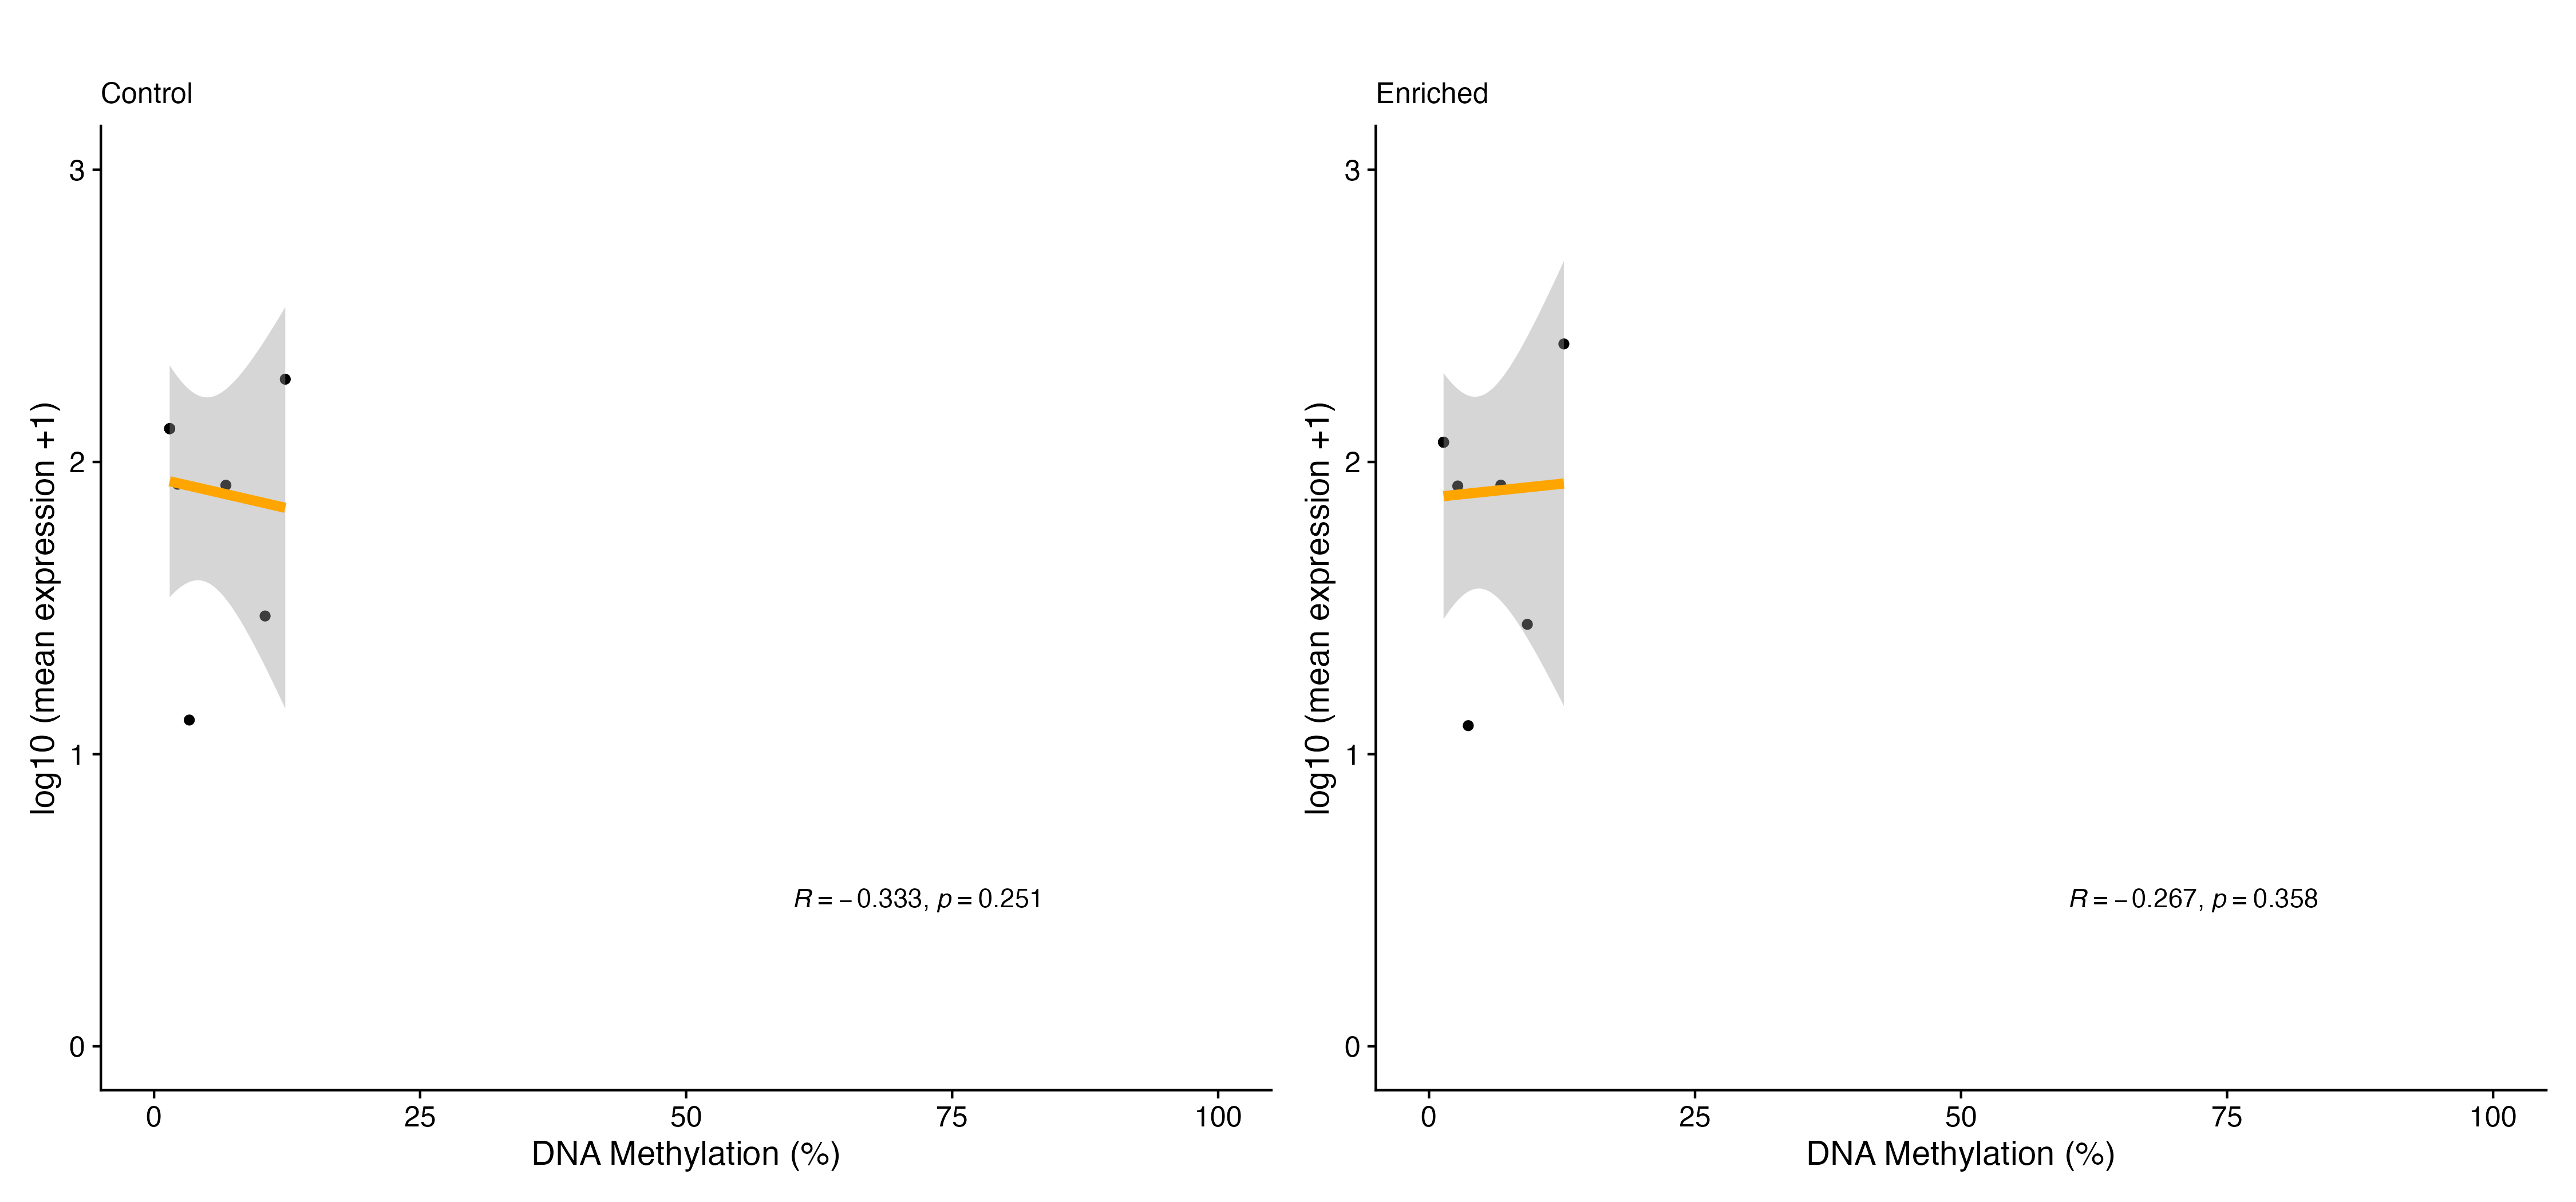 Control
3
2
1
0
log10 (mean expression +1)
R = − 0.333, p = 0.251
0 25 50 75 100
DNA Methylation (%)
Enriched
3
2
1
0
log10 (mean expression +1)
R = − 0.267, p = 0.358
0 25 50 75 100
DNA Methylation (%)